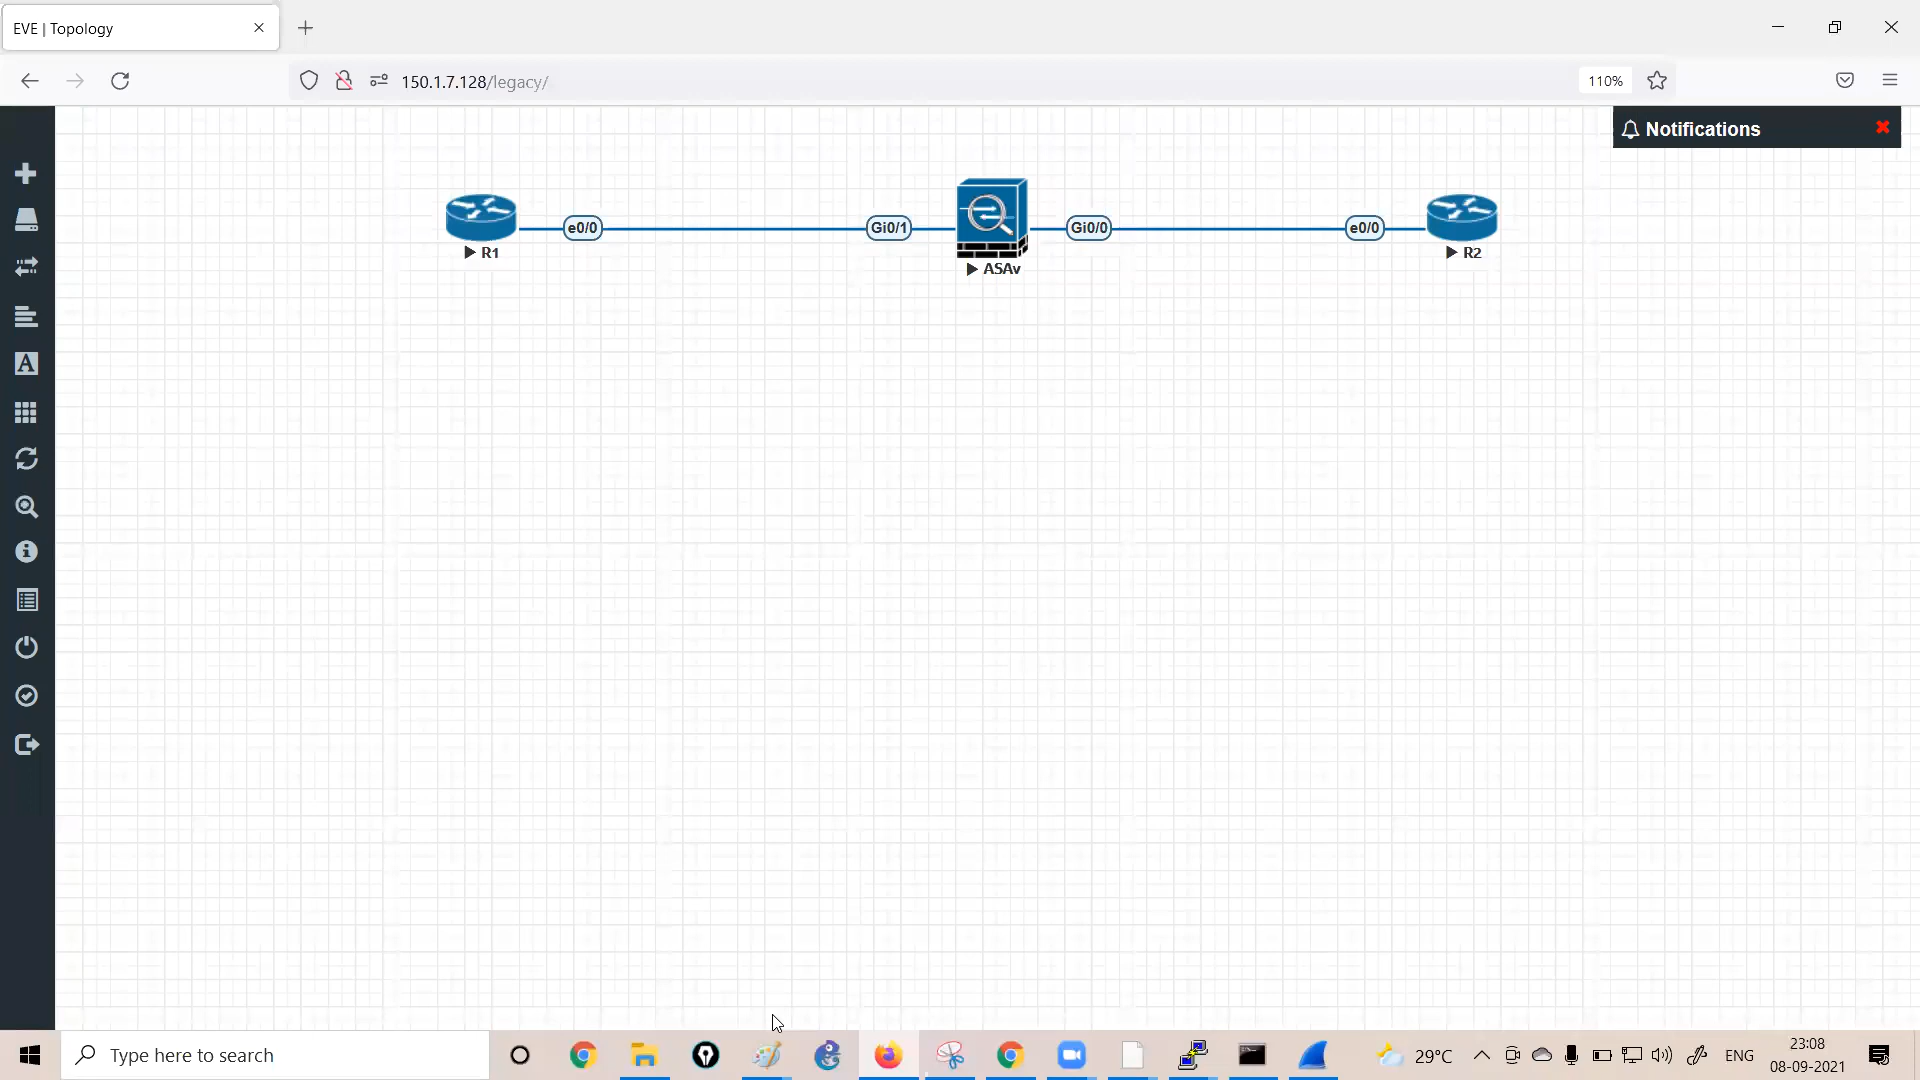 EVE | Topology
150.1.7.128/legacy/
110%
Notifications
e0/0
Gi0/1
Gi0/0
e0/0
R1
ASAv
R2
A
Type here to search
29°C
ENG
23:08
08-09-2021